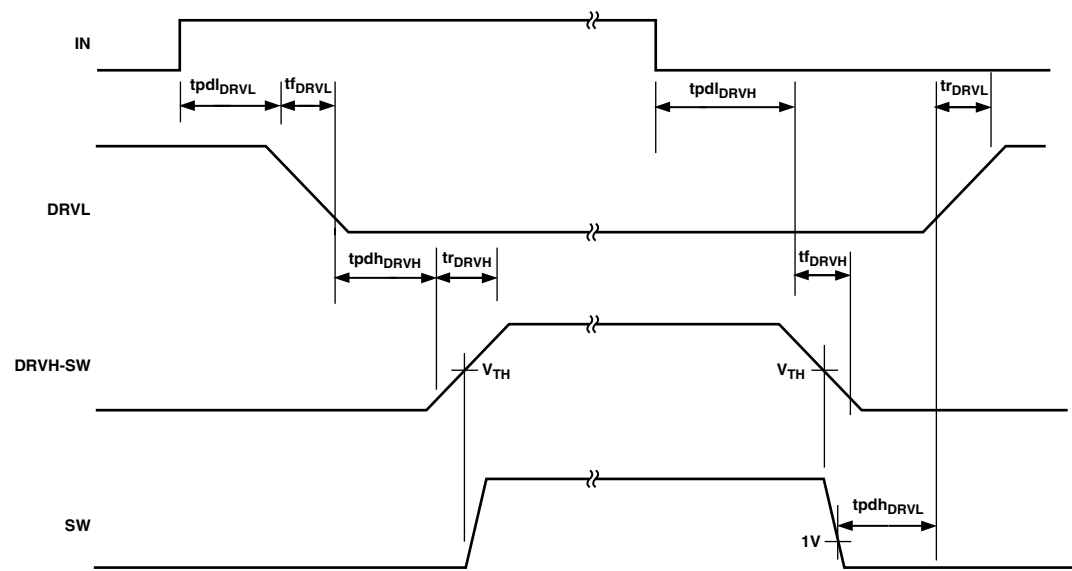 IN
tpdlDRVL
tfDRVL
tpdlDRVH
trDRVL
DRVL
tpdhDRVH
trDRVH
tfDRVH
DRVH-SW
VTH
VTH
SW
tpdhDRVL
1V